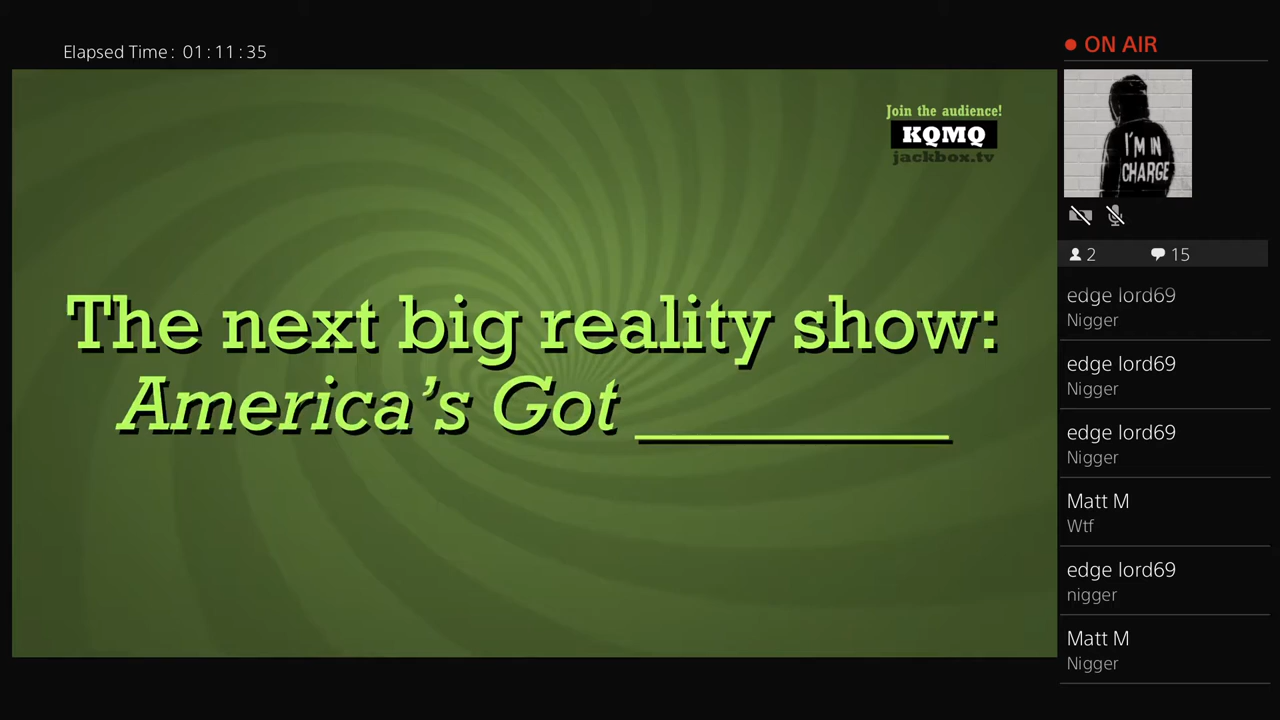 Elapsed Time: 01:11:35
ON AIR
Join the audience!
KQMQ
jackbox.tv
I'M IN
CHARGE
The next big reality show:
America's Got ________
2 15
edge lord69
Nigger
edge lord69
Nigger
edge lord69
Nigger
Matt M
Wtf
edge lord69
nigger
Matt M
Nigger